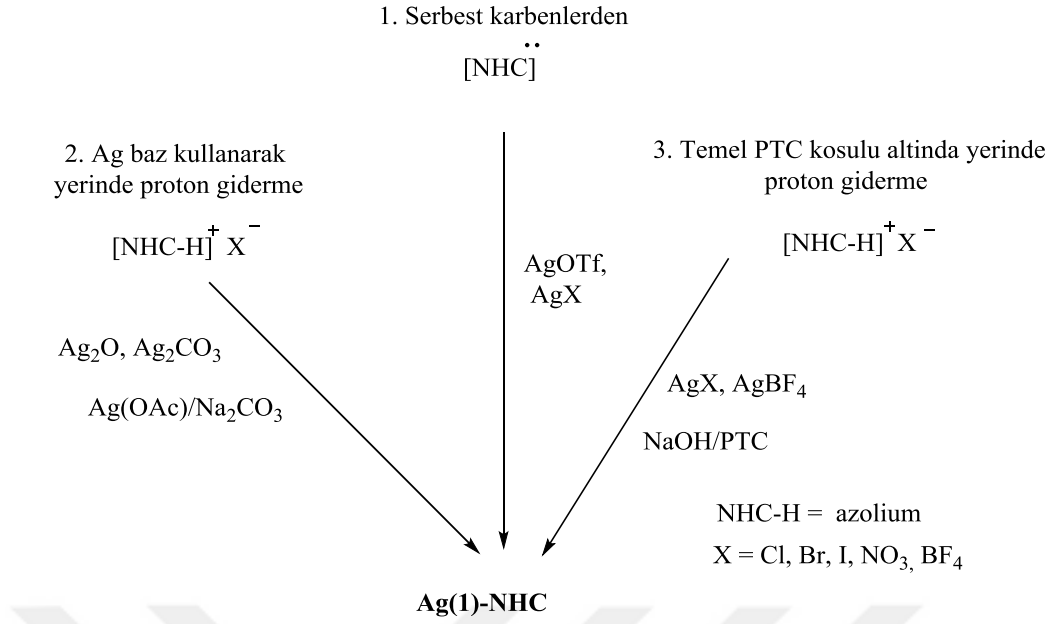 1. Serbest karbenlerden
[NHC]
2. Ag baz kullanarak
yerinde proton giderme
[NHC-H]⁺ X⁻
Ag₂O, Ag₂CO₃
Ag(OAc)/Na₂CO₃
AgOTf,
AgX
3. Temel PTC kosulu altinda yerinde
proton giderme
[NHC-H]⁺X⁻
AgX, AgBF₄
NaOH/PTC
NHC-H = azolium
X = Cl, Br, I, NO₃, BF₄
Ag(1)-NHC